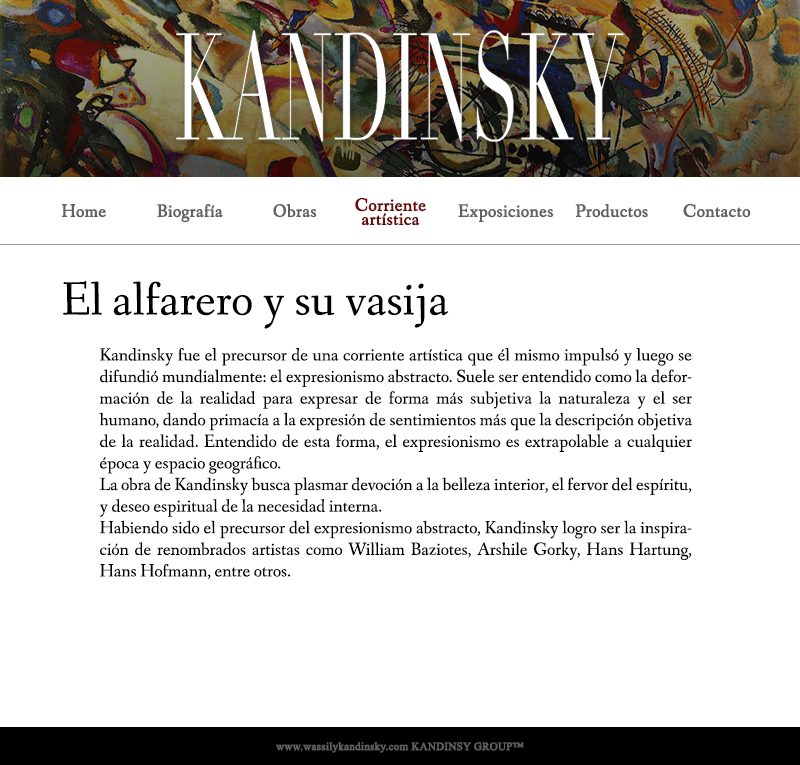 KANDINSKY
Home Biografía Obras Corriente artística Exposiciones Productos Contacto
El alfarero y su vasija
Kandinsky fue el precursor de una corriente artística que él mismo impulsó y luego se
difundió mundialmente: el expresionismo abstracto. Suele ser entendido como la defor-
mación de la realidad para expresar de forma más subjetiva la naturaleza y el ser
humano, dando primacía a la expresión de sentimientos más que la descripción objetiva
de la realidad. Entendido de esta forma, el expresionismo es extrapolable a cualquier
época y espacio geográfico.
La obra de Kandinsky busca plasmar devoción a la belleza interior, el fervor del espíritu,
y deseo espiritual de la necesidad interna.
Habiendo sido el precursor del expresionismo abstracto, Kandinsky logro ser la inspira-
ción de renombrados artistas como William Baziotes, Arshile Gorky, Hans Hartung,
Hans Hofmann, entre otros.
www.wassilykandinsky.com KANDINSY GROUP™